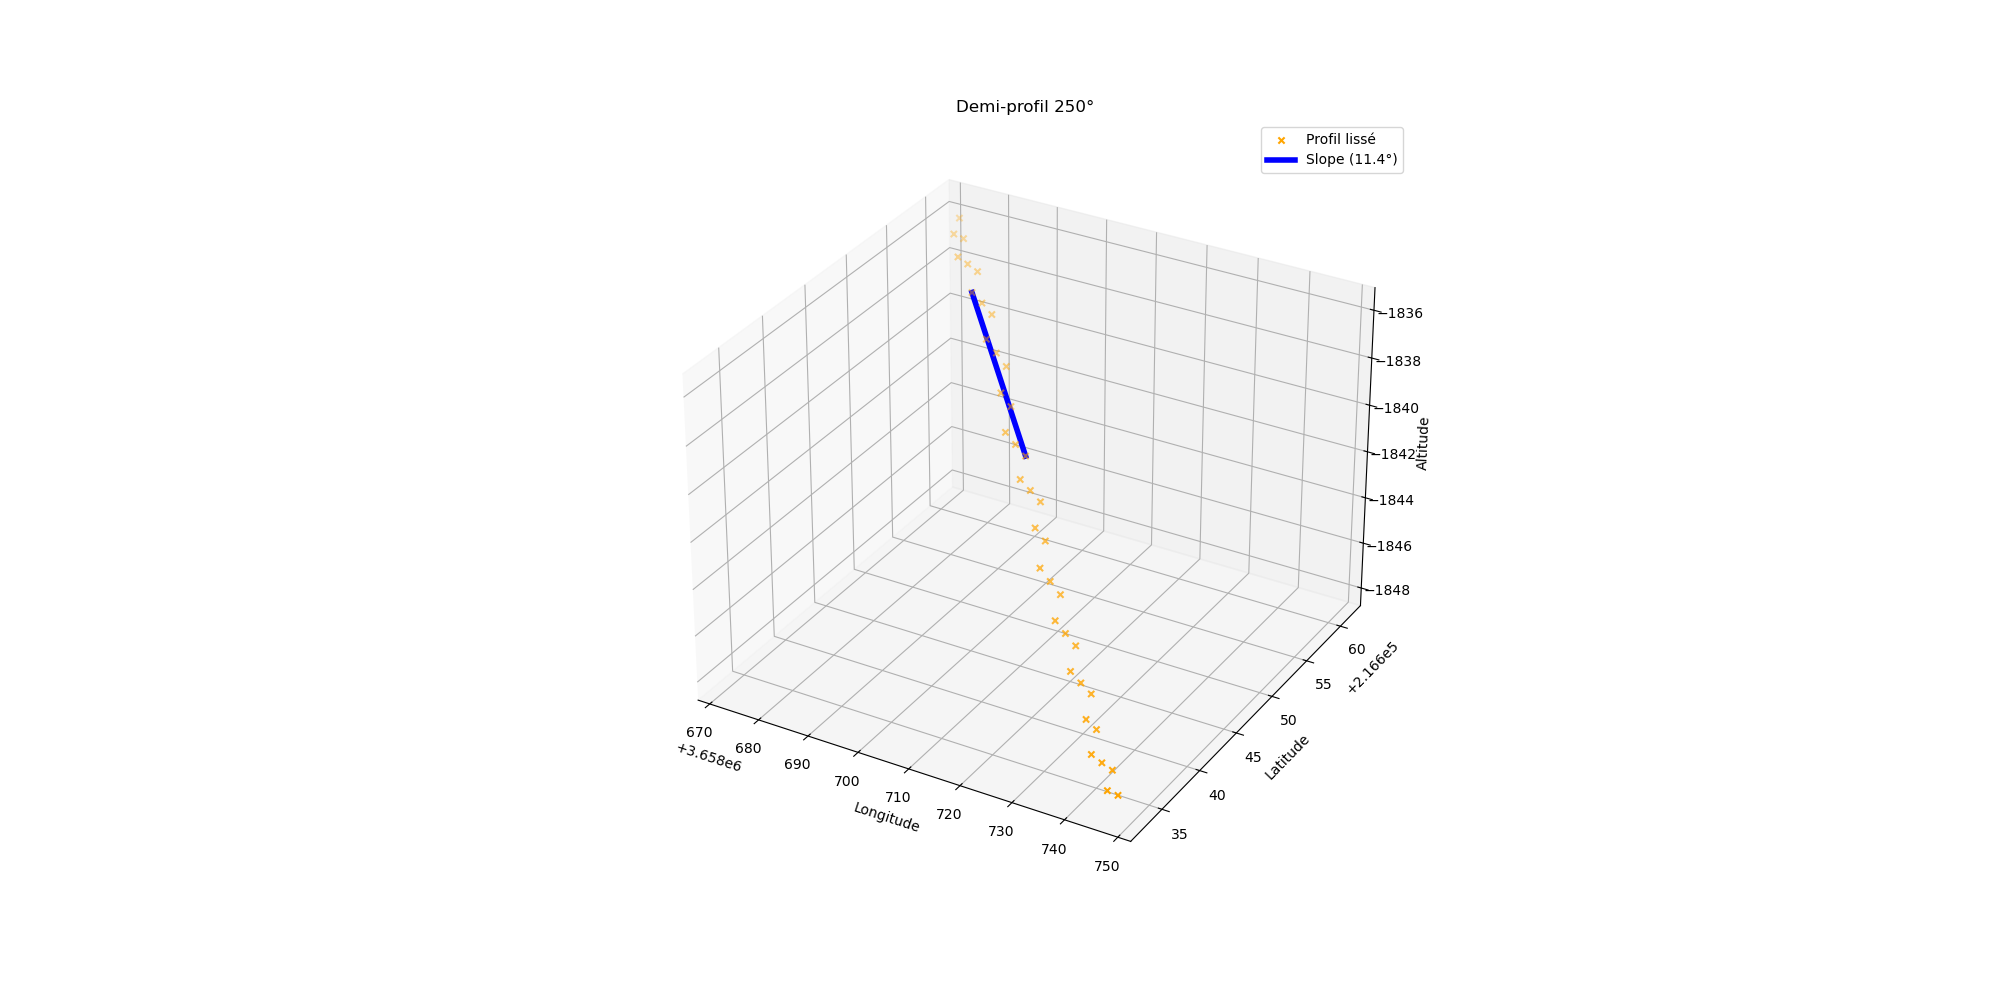 Demi-profil 250°
Profil lissé
Slope (11.4°)
−1836
−1838
−1840
−1842
−1844
−1846
−1848
Altitude
60
55
50
45
40
35
+2.166e5
Latitude
670
680
690
700
710
720
730
740
750
+3.658e6
Longitude